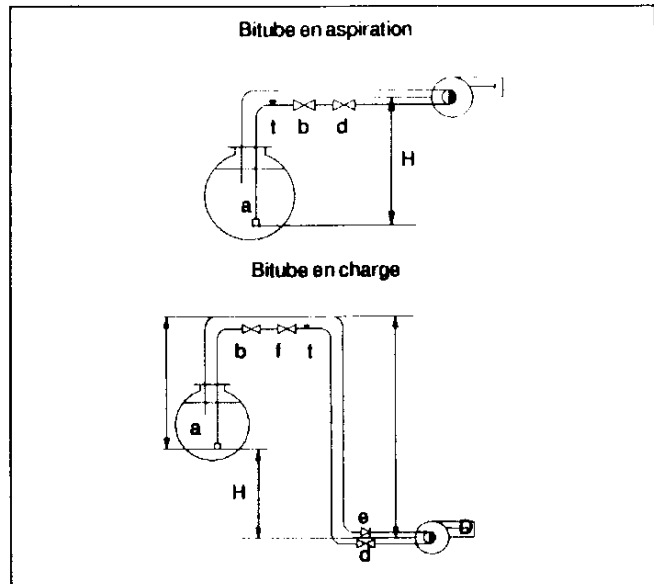 Bitube en aspiration
t b d
H
a
Bitube en charge
b f t
a
H
e
d